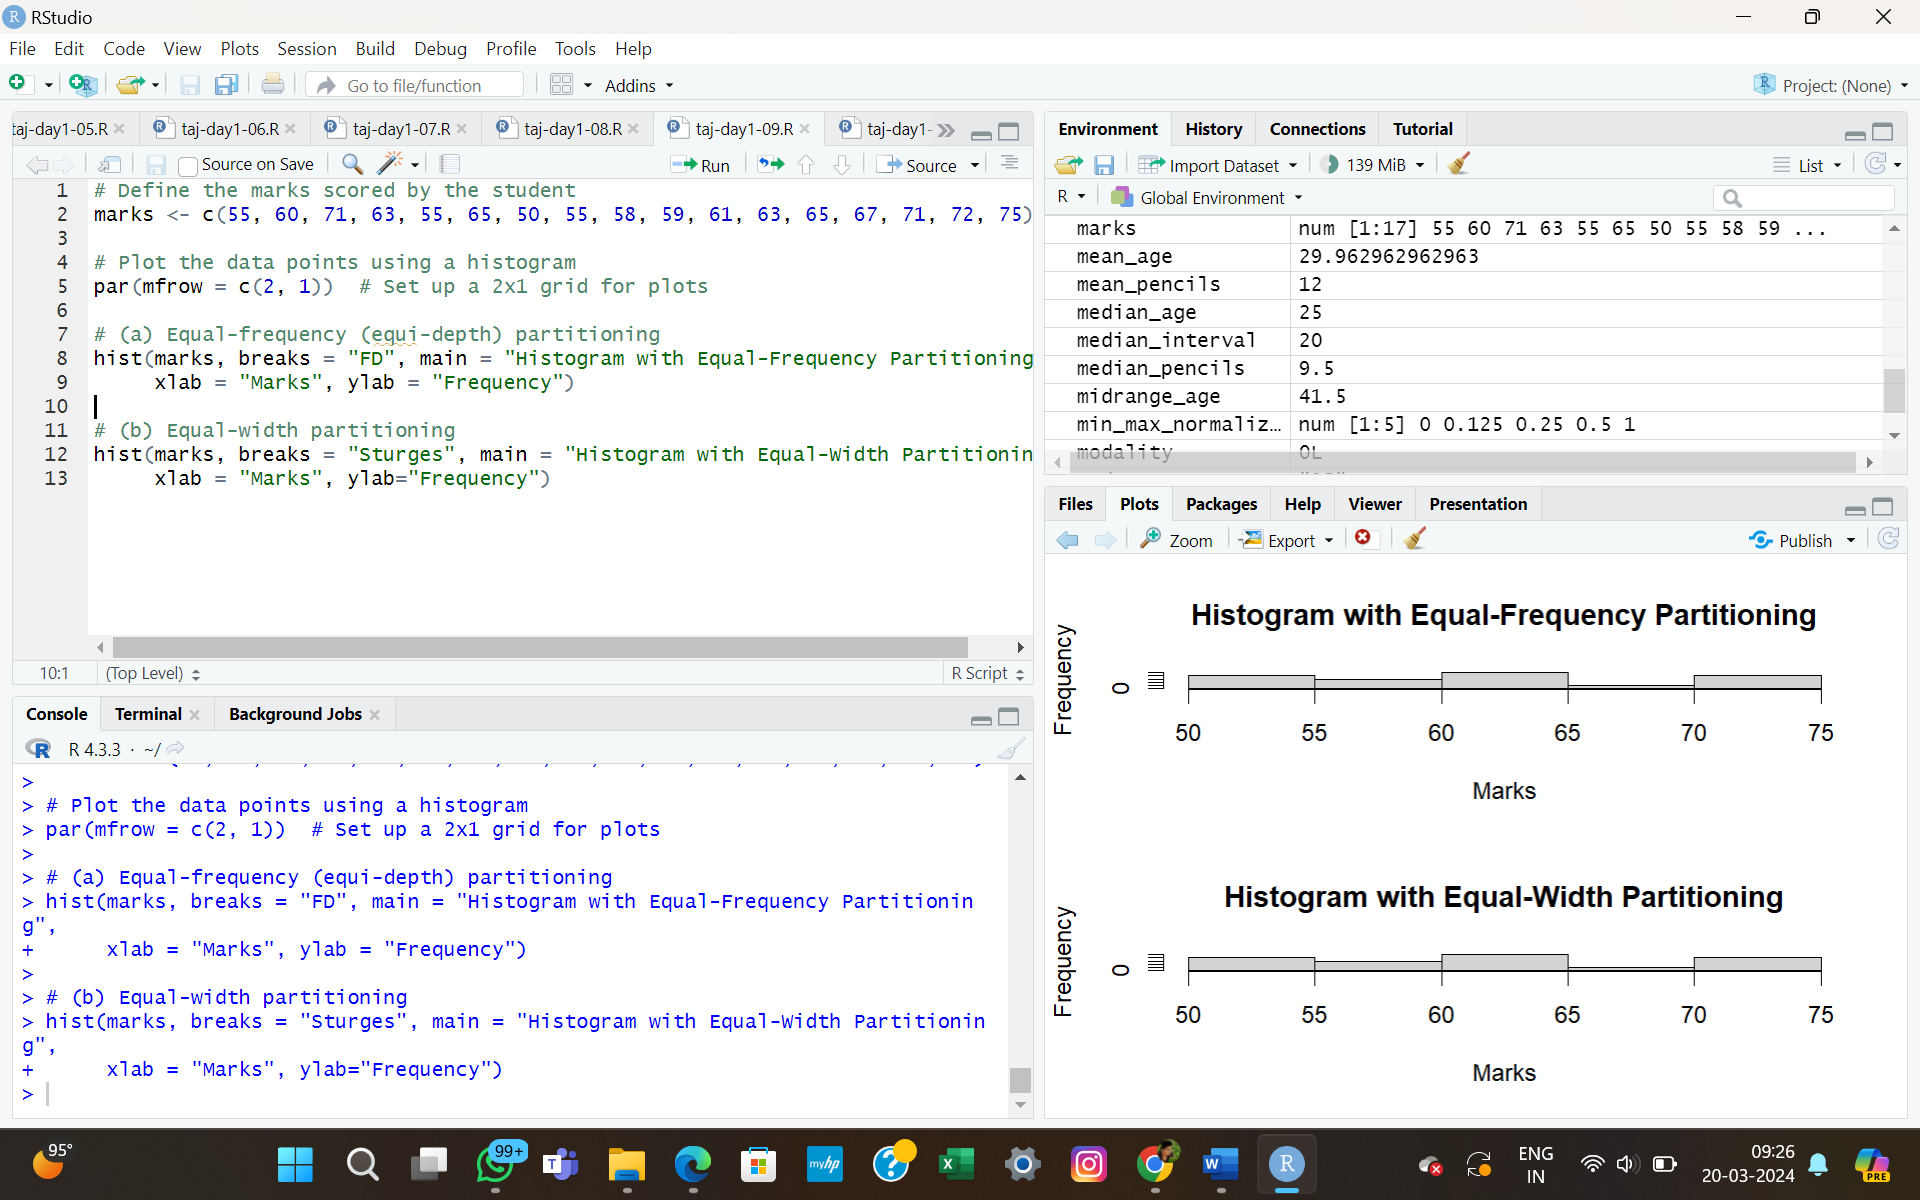 RStudio
File Edit Code View Plots Session Build Debug Profile Tools Help
Go to file/function Addins Project: (None)
taj-day1-05.R taj-day1-06.R taj-day1-07.R taj-day1-08.R taj-day1-09.R taj-day1-
Source on Save Run Source
1 # Define the marks scored by the student
2 marks <- c(55, 60, 71, 63, 55, 65, 50, 55, 58, 59, 61, 63, 65, 67, 71, 72, 75)
3
4 # Plot the data points using a histogram
5 par(mfrow = c(2, 1))  # Set up a 2x1 grid for plots
6
7 # (a) Equal-frequency (equi-depth) partitioning
8 hist(marks, breaks = "FD", main = "Histogram with Equal-Frequency Partitioning
9      xlab = "Marks", ylab = "Frequency")
10
11 # (b) Equal-width partitioning
12 hist(marks, breaks = "Sturges", main = "Histogram with Equal-Width Partitionin
13      xlab = "Marks", ylab="Frequency")
10:1 (Top Level) R Script
Console Terminal Background Jobs
R 4.3.3 · ~/
>
> # Plot the data points using a histogram
> par(mfrow = c(2, 1))  # Set up a 2x1 grid for plots
>
> # (a) Equal-frequency (equi-depth) partitioning
> hist(marks, breaks = "FD", main = "Histogram with Equal-Frequency Partitionin
g",
+      xlab = "Marks", ylab = "Frequency")
>
> # (b) Equal-width partitioning
> hist(marks, breaks = "Sturges", main = "Histogram with Equal-Width Partitionin
g",
+      xlab = "Marks", ylab="Frequency")
>
Environment History Connections Tutorial
Import Dataset 139 MiB List
R Global Environment
marks num [1:17] 55 60 71 63 55 65 50 55 58 59 ...
mean_age 29.962962962963
mean_pencils 12
median_age 25
median_interval 20
median_pencils 9.5
midrange_age 41.5
min_max_normaliz… num [1:5] 0 0.125 0.25 0.5 1
modality 0L
Files Plots Packages Help Viewer Presentation
Zoom Export Publish
Histogram with Equal-Frequency Partitioning
Frequency
0
50 55 60 65 70 75
Marks
Histogram with Equal-Width Partitioning
Frequency
0
50 55 60 65 70 75
Marks
95°
99+
myhp
ENG
IN
09:26
20-03-2024
PRE